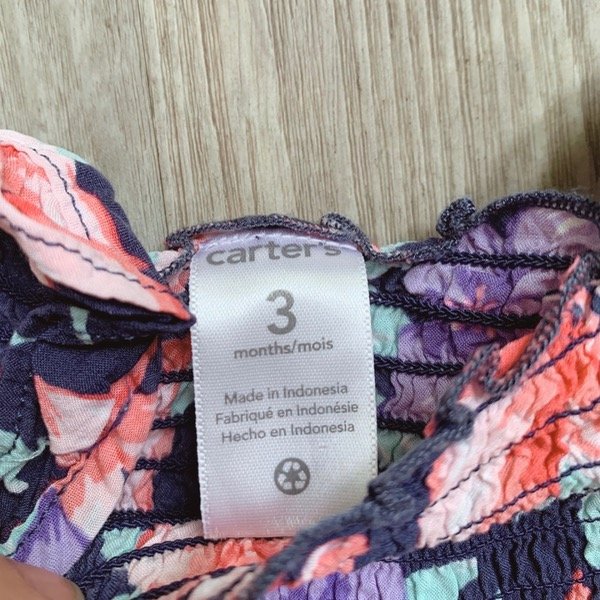 carter's
3
months/mois
Made in Indonesia
Fabriqué en Indonésie
Hecho en Indonesia